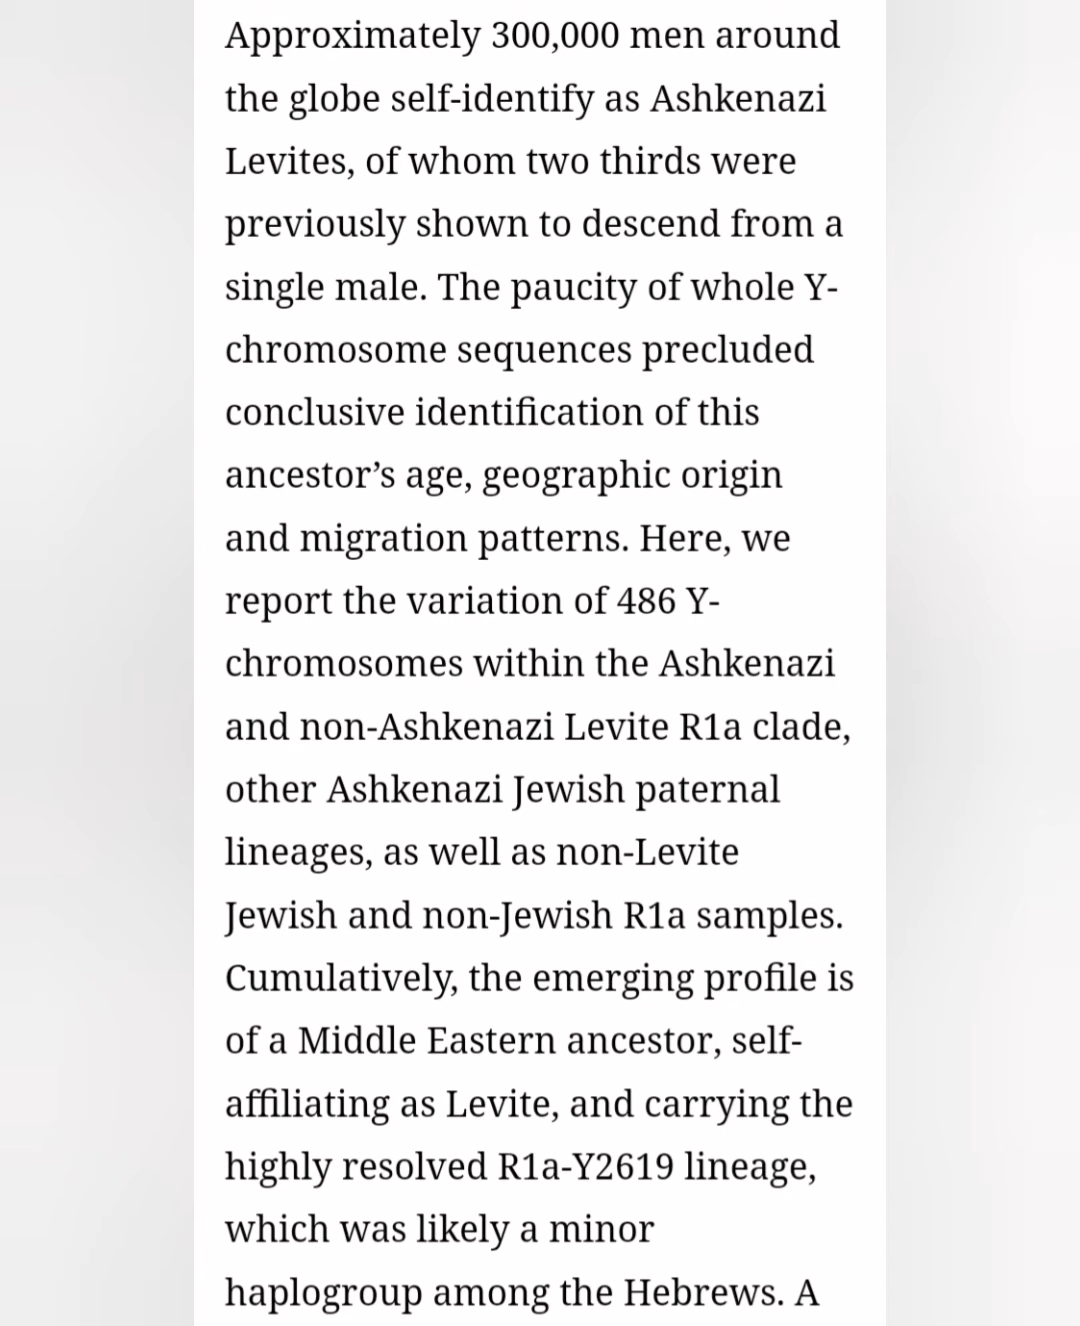 Approximately 300,000 men around
the globe self-identify as Ashkenazi
Levites, of whom two thirds were
previously shown to descend from a
single male. The paucity of whole Y-
chromosome sequences precluded
conclusive identification of this
ancestor’s age, geographic origin
and migration patterns. Here, we
report the variation of 486 Y-
chromosomes within the Ashkenazi
and non-Ashkenazi Levite R1a clade,
other Ashkenazi Jewish paternal
lineages, as well as non-Levite
Jewish and non-Jewish R1a samples.
Cumulatively, the emerging profile is
of a Middle Eastern ancestor, self-
affiliating as Levite, and carrying the
highly resolved R1a-Y2619 lineage,
which was likely a minor
haplogroup among the Hebrews. A